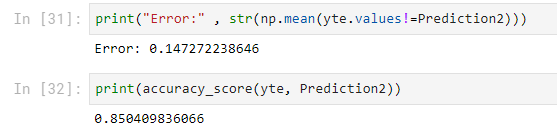 In [31]: print("Error:" , str(np.mean(yte.values!=Prediction2)))
Error: 0.147272238646
In [32]: print(accuracy_score(yte, Prediction2))
0.850409836066